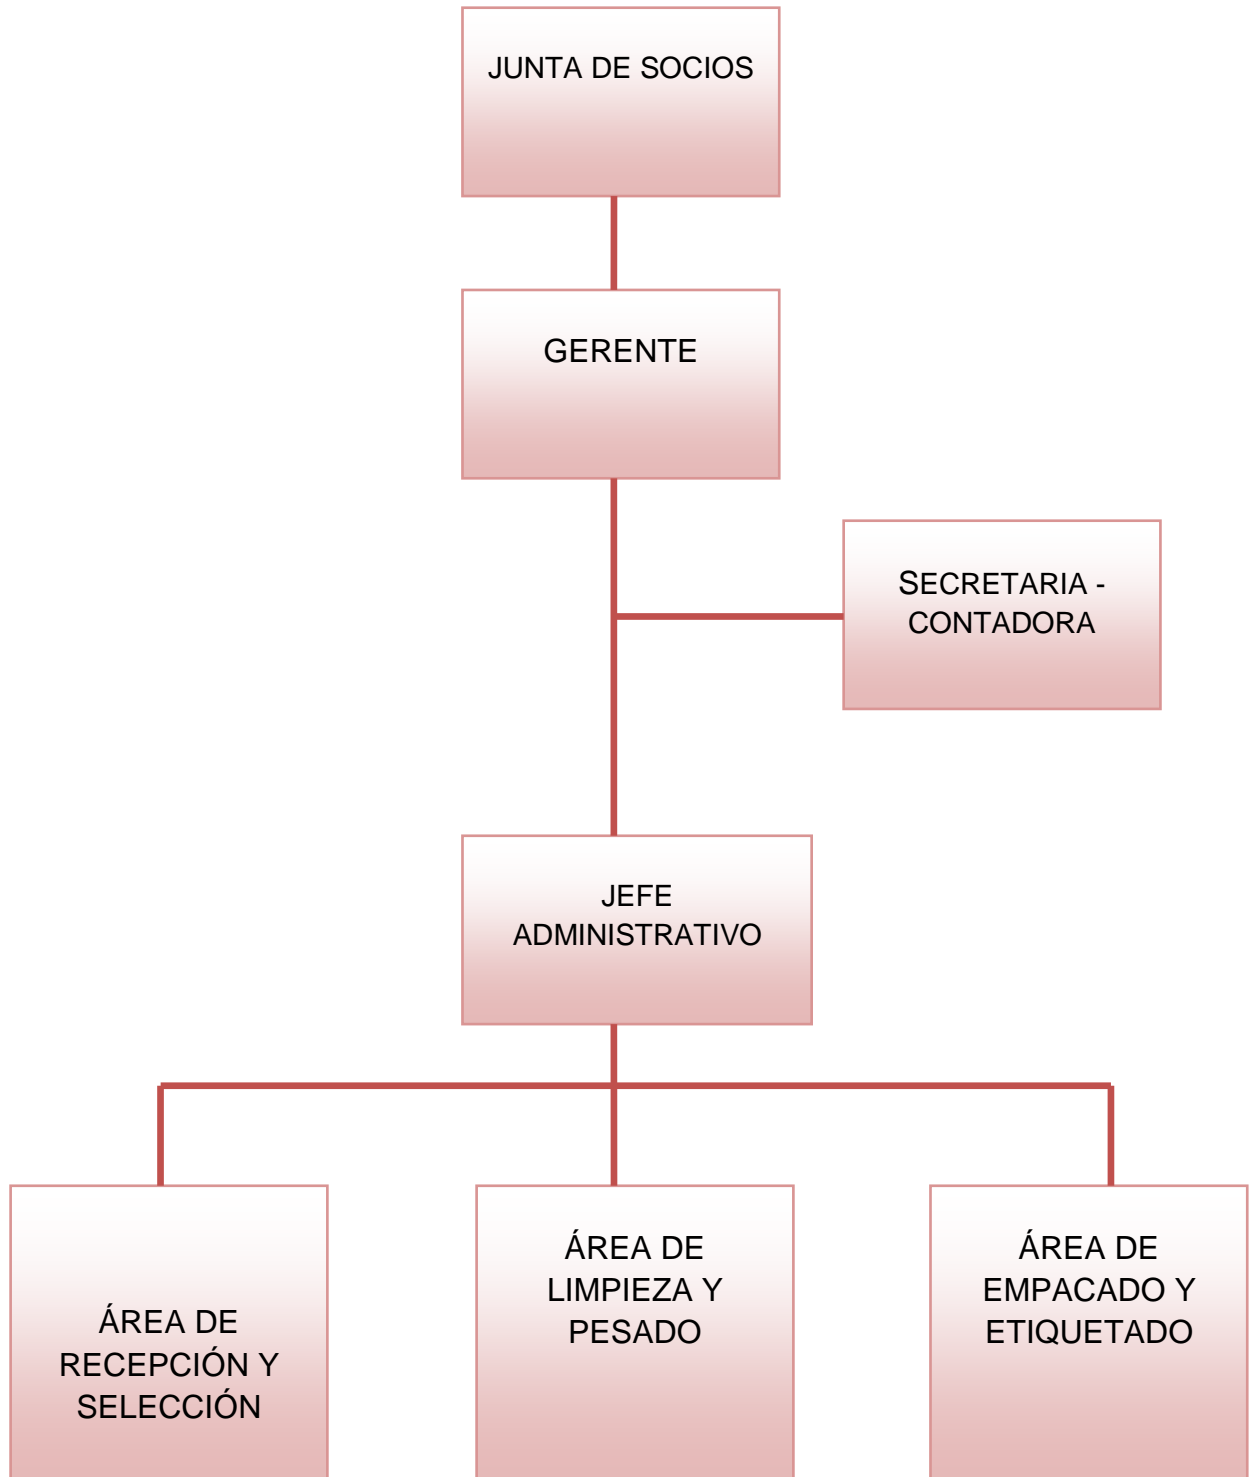 JUNTA DE SOCIOS
GERENTE
SECRETARIA -
CONTADORA
JEFE
ADMINISTRATIVO
ÁREA DE
RECEPCIÓN Y
SELECCIÓN
ÁREA DE
LIMPIEZA Y
PESADO
ÁREA DE
EMPACADO Y
ETIQUETADO